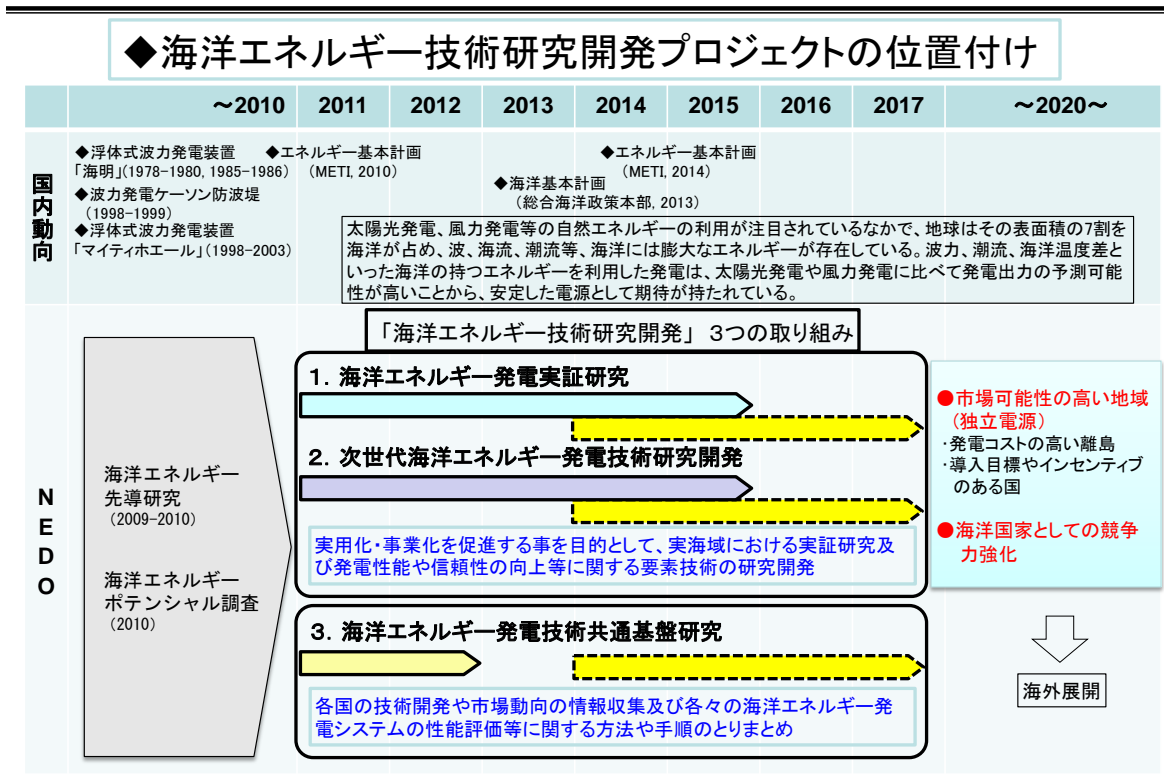 ◆海洋エネルギー技術研究開発プロジェクトの位置付け
～2010 2011 2012 2013 2014 2015 2016 2017 ～2020～
国内動向
◆浮体式波力発電装置
「海明」(1978-1980, 1985-1986)
◆波力発電ケーソン防波堤
(1998-1999)
◆浮体式波力発電装置
「マイティホエール」(1998-2003)
◆エネルギー基本計画
(METI, 2010)
◆海洋基本計画
(総合海洋政策本部, 2013)
◆エネルギー基本計画
(METI, 2014)
太陽光発電、風力発電等の自然エネルギーの利用が注目されているなかで、地球はその表面積の7割を
海洋が占め、波、海流、潮流等、海洋には膨大なエネルギーが存在している。波力、潮流、海洋温度差と
いった海洋の持つエネルギーを利用した発電は、太陽光発電や風力発電に比べて発電出力の予測可能
性が高いことから、安定した電源として期待が持たれている。
NEDO
海洋エネルギー
先導研究
(2009-2010)
海洋エネルギー
ポテンシャル調査
(2010)
「海洋エネルギー技術研究開発」 3つの取り組み
1．海洋エネルギー発電実証研究
2．次世代海洋エネルギー発電技術研究開発
実用化・事業化を促進する事を目的として、実海域における実証研究及
び発電性能や信頼性の向上等に関する要素技術の研究開発
3．海洋エネルギー発電技術共通基盤研究
各国の技術開発や市場動向の情報収集及び各々の海洋エネルギー発
電システムの性能評価等に関する方法や手順のとりまとめ
●市場可能性の高い地域
(独立電源)
・発電コストの高い離島
・導入目標やインセンティブ
のある国
●海洋国家としての競争
力強化
海外展開